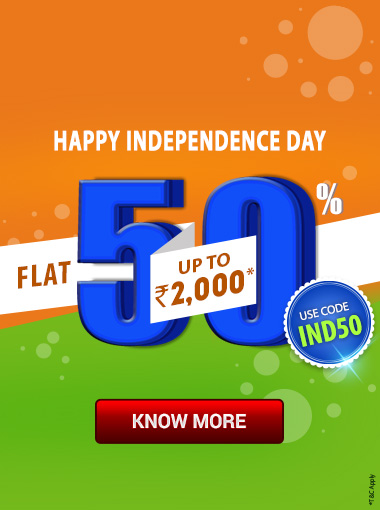 HAPPY INDEPENDENCE DAY
FLAT
50%
UP TO
₹2,000*
USE CODE
IND50
KNOW MORE
*T&C Apply